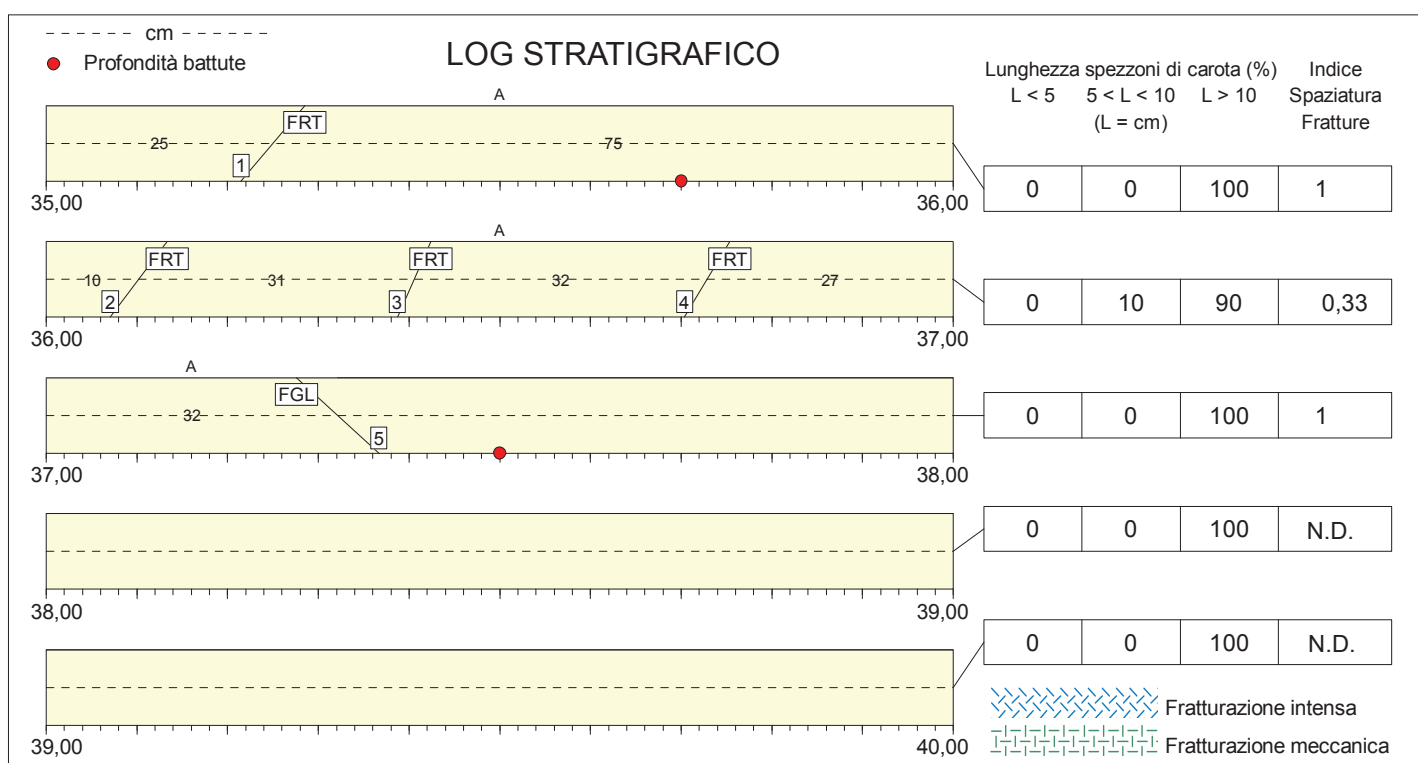 cm
Profondità battute
LOG STRATIGRAFICO
Lunghezza spezzoni di carota (%)
L < 5
5 < L < 10
L > 10
(L = cm)
Indice
Spaziatura
Fratture
A
FRT
25
75
1
35,00
36,00
0
0
100
1
A
FRT
FRT
FRT
10
31
32
27
2
3
4
36,00
37,00
0
10
90
0,33
A
FGL
32
5
37,00
38,00
0
0
100
1
38,00
39,00
0
0
100
N.D.
39,00
40,00
0
0
100
N.D.
Fratturazione intensa
Fratturazione meccanica